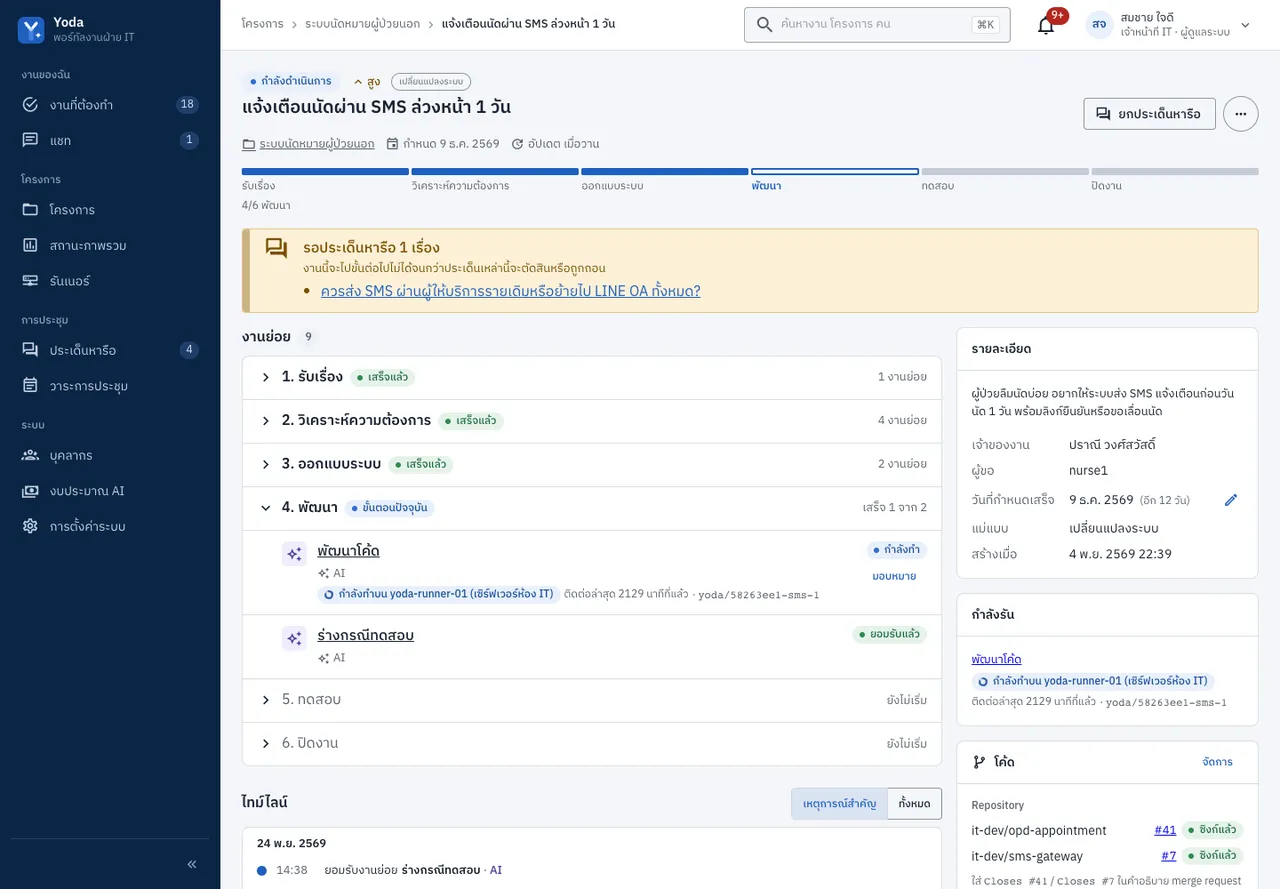 Yoda
พอร์ทัลงานฝ่าย IT
งานของฉัน
งานที่ต้องทำ 18
แชท 1
โครงการ
โครงการ
สถานะภาพรวม
รันเนอร์
การประชุม
ประเด็นหารือ 4
วาระการประชุม
ระบบ
บุคลากร
งบประมาณ AI
การตั้งค่าระบบ
โครงการ > ระบบนัดหมายผู้ป่วยนอก > แจ้งเตือนนัดผ่าน SMS ล่วงหน้า 1 วัน
ค้นหางาน โครงการ คน ⌘K
9+
สจ
สมชาย ใจดี
เจ้าหน้าที่ IT · ผู้ดูแลระบบ
กำลังดำเนินการ สูง เปลี่ยนแปลงระบบ
แจ้งเตือนนัดผ่าน SMS ล่วงหน้า 1 วัน
ยกประเด็นหารือ
ระบบนัดหมายผู้ป่วยนอก กำหนด 9 ธ.ค. 2569 อัปเดต เมื่อวาน
รับเรื่อง วิเคราะห์ความต้องการ ออกแบบระบบ พัฒนา ทดสอบ ปิดงาน
4/6 พัฒนา
รอประเด็นหารือ 1 เรื่อง
งานนี้จะไปขั้นต่อไปไม่ได้จนกว่าประเด็นเหล่านี้จะตัดสินหรือถูกถอน
• ควรส่ง SMS ผ่านผู้ให้บริการรายเดิมหรือย้ายไป LINE OA ทั้งหมด?
งานย่อย 9
1. รับเรื่อง เสร็จแล้ว 1 งานย่อย
2. วิเคราะห์ความต้องการ เสร็จแล้ว 4 งานย่อย
3. ออกแบบระบบ เสร็จแล้ว 2 งานย่อย
4. พัฒนา ขั้นตอนปัจจุบัน เสร็จ 1 จาก 2
พัฒนาโค้ด กำลังทำ
AI มอบหมาย
กำลังทำบน yoda-runner-01 (เซิร์ฟเวอร์ห้อง IT) ติดต่อล่าสุด 2129 นาทีที่แล้ว · yoda/58263ee1-sms-1
ร่างกรณีทดสอบ ยอมรับแล้ว
AI
5. ทดสอบ ยังไม่เริ่ม
6. ปิดงาน ยังไม่เริ่ม
ไทม์ไลน์ เหตุการณ์สำคัญ ทั้งหมด
24 พ.ย. 2569
14:38 ยอมรับงานย่อย ร่างกรณีทดสอบ · AI
รายละเอียด
ผู้ป่วยลืมนัดบ่อย อยากให้ระบบส่ง SMS แจ้งเตือนก่อนวัน
นัด 1 วัน พร้อมลิงก์ยืนยันหรือขอเลื่อนนัด
เจ้าของงาน ปราณี วงศ์สวัสดิ์
ผู้ขอ nurse1
วันที่กำหนดเสร็จ 9 ธ.ค. 2569 (อีก 12 วัน)
แม่แบบ เปลี่ยนแปลงระบบ
สร้างเมื่อ 4 พ.ย. 2569 22:39
กำลังรัน
พัฒนาโค้ด
กำลังทำบน yoda-runner-01 (เซิร์ฟเวอร์ห้อง IT)
ติดต่อล่าสุด 2129 นาทีที่แล้ว · yoda/58263ee1-sms-1
โค้ด จัดการ
Repository
it-dev/opd-appointment #41 ซิงก์แล้ว
it-dev/sms-gateway #7 ซิงก์แล้ว
ใส่ Closes #41 / Closes #7 ในคำอธิบาย merge request